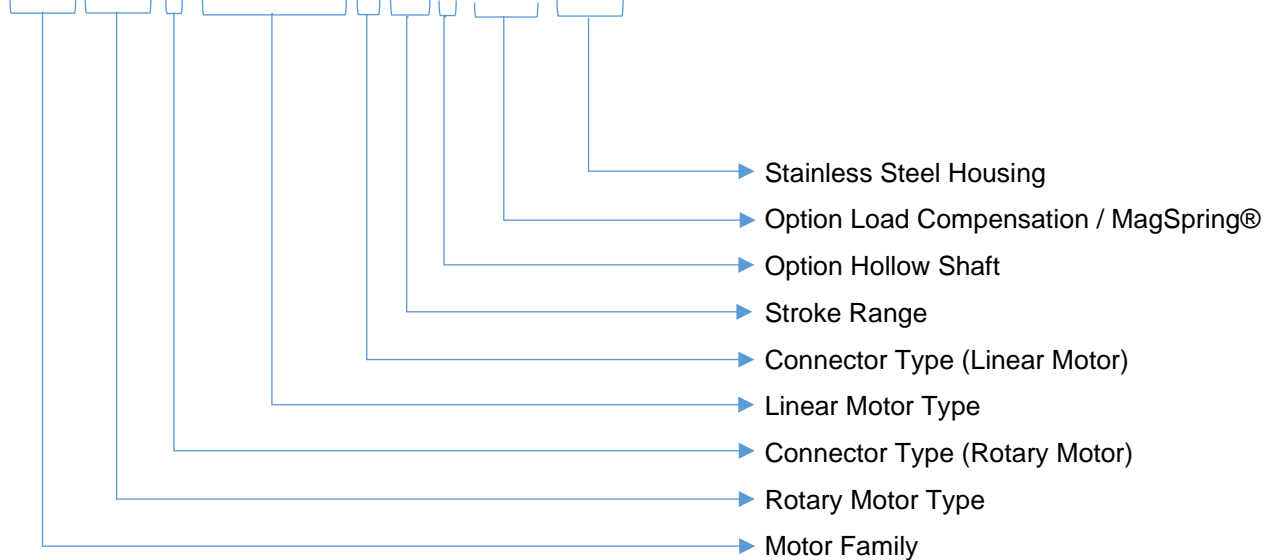 Stainless Steel Housing
Option Load Compensation / MagSpring®
Option Hollow Shaft
Stroke Range
Connector Type (Linear Motor)
Linear Motor Type
Connector Type (Rotary Motor)
Rotary Motor Type
Motor Family